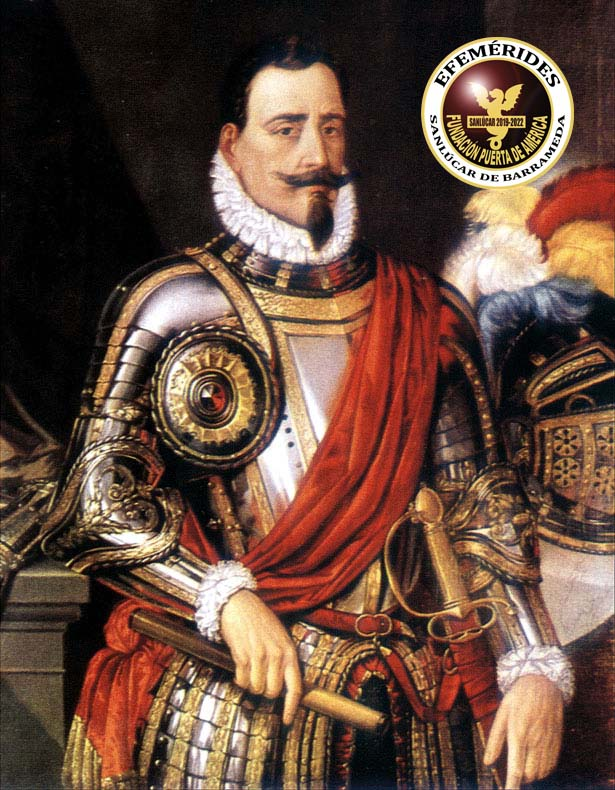 EFEMÉRIDES
SANLÚCAR 2019-2022
FUNDACIÓN PUERTA DE AMÉRICA
SANLÚCAR DE BARRAMEDA